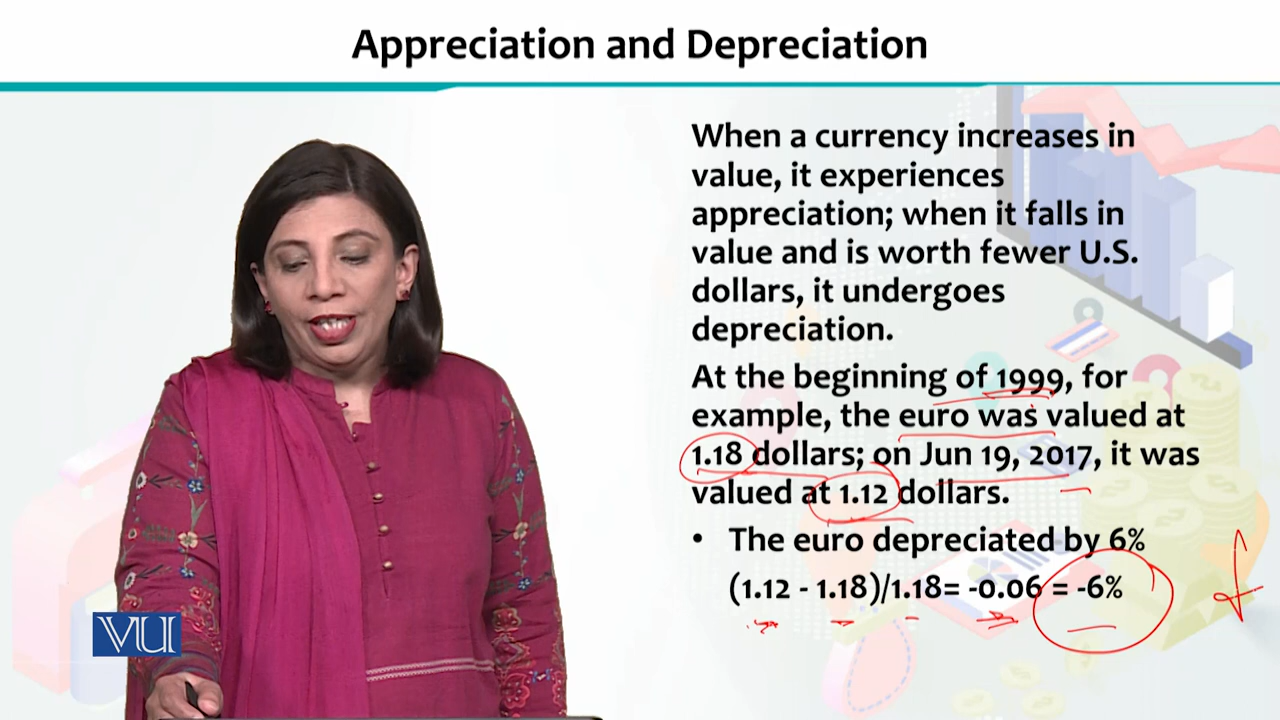 Appreciation and Depreciation
When a currency increases in
value, it experiences
appreciation; when it falls in
value and is worth fewer U.S.
dollars, it undergoes
depreciation.
At the beginning of 1999, for
example, the euro was valued at
1.18 dollars; on Jun 19, 2017, it was
valued at 1.12 dollars.
• The euro depreciated by 6%
(1.12 - 1.18)/1.18= -0.06 = -6%
VU